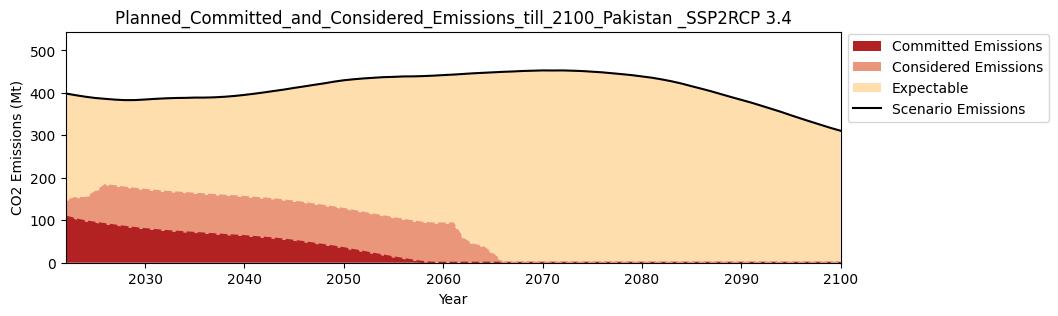 Planned_Committed_and_Considered_Emissions_till_2100_Pakistan _SSP2RCP 3.4
CO2 Emissions (Mt)
500
400
300
200
100
0
2030 2040 2050 2060 2070 2080 2090 2100
Year
Committed Emissions
Considered Emissions
Expectable
Scenario Emissions